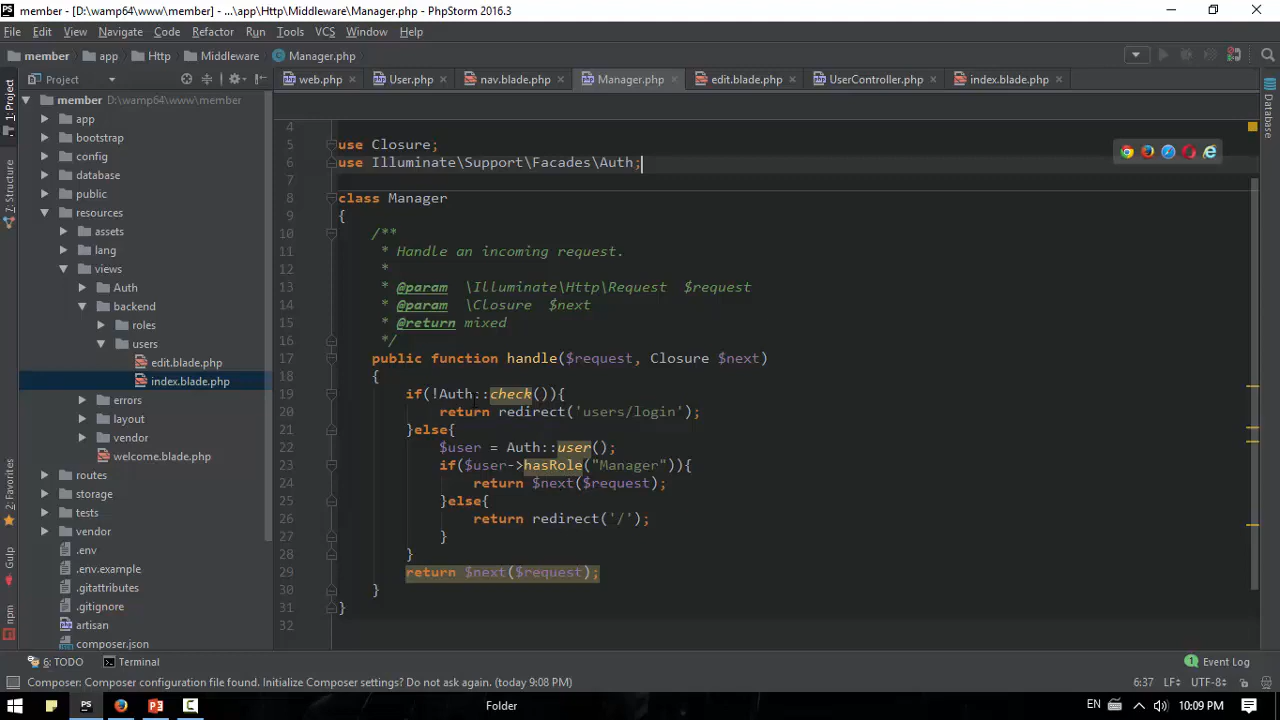 member - [D:\wamp64\www\member] - ...\app\Http\Middleware\Manager.php - PhpStorm 2016.3
File Edit View Navigate Code Refactor Run Tools VCS Window Help
member app Http Middleware Manager.php
Project
web.php User.php nav.blade.php Manager.php edit.blade.php UserController.php index.blade.php
1: Project
7: Structure
2: Favorites
Gulp
npm
Database
member D:\wamp64\www\member
app
bootstrap
config
database
public
resources
assets
lang
views
Auth
backend
roles
users
edit.blade.php
index.blade.php
errors
layout
vendor
welcome.blade.php
routes
storage
tests
vendor
.env
.env.example
.gitattributes
.gitignore
artisan
composer.json
4
5 use Closure;
6 use Illuminate\Support\Facades\Auth;
7
8 class Manager
9 {
10 /**
11 * Handle an incoming request.
12 *
13 * @param \Illuminate\Http\Request $request
14 * @param \Closure $next
15 * @return mixed
16 */
17 public function handle($request, Closure $next)
18 {
19 if(!Auth::check()){
20 return redirect('users/login');
21 }else{
22 $user = Auth::user();
23 if($user->hasRole("Manager")){
24 return $next($request);
25 }else{
26 return redirect('/');
27 }
28 }
29 return $next($request);
30 }
31 }
32
6: TODO Terminal 1 Event Log
Composer: Composer configuration file found. Initialize Composer settings? Do not ask again. (today 9:08 PM) 6:37 LF÷ UTF-8÷
Folder EN 10:09 PM